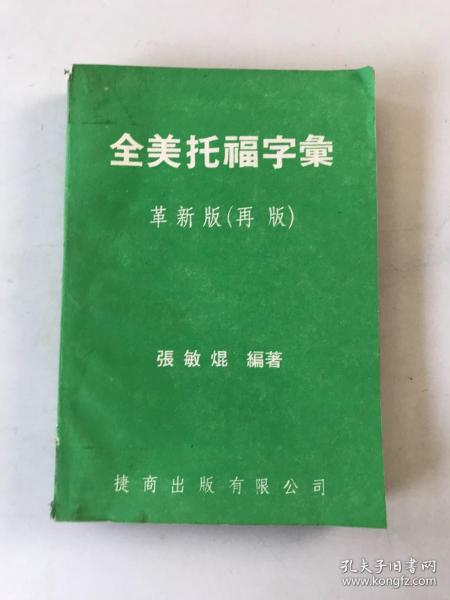 全美托福字彙
革新版(再版)
張敏焜 編著
捷商出版有限公司
孔夫子旧书网
www.kongfz.com